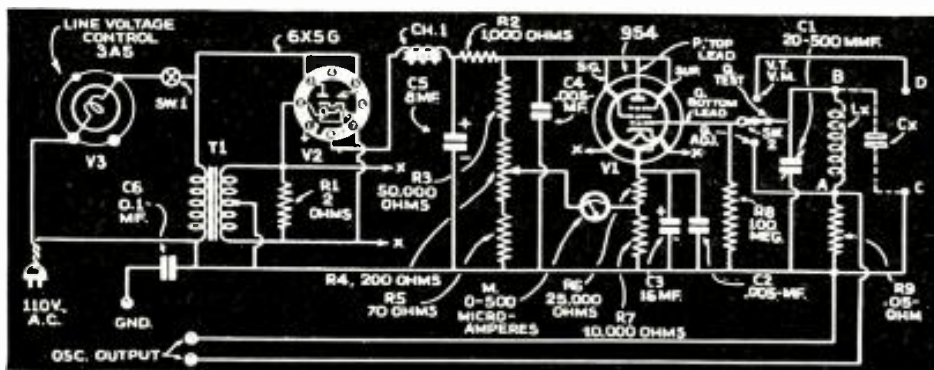 LINE VOLTAGE
CONTROL
3A5
6X5G
CH.1
R2
1,000 OHMS
954
P. TOP
LEAD
C1
20-500 MMF.
SW.1
C5
8MF.
C4
.005-
MF.
S.G.
SUP.
G.
TEST
V.T.
V.M.
B
D
G.
BOTTOM
LEAD
Lx
Cx
ADJ.
SW.
2
V3
T1
V2
V1
X
X
X
X
A
C
C6
0.1
MF.
R1
2
OHMS
R3
50,000
OHMS
R8
100
MEG.
110V.
A.C.
GND.
R4, 200 OHMS
R5
70 OHMS
M.
0-500
MICRO-
AMPERES
R6
25,000
OHMS
C3
16 MF.
R7
10,000 OHMS
C2
.005-MF.
R9
.05-
OHM
OSC. OUTPUT